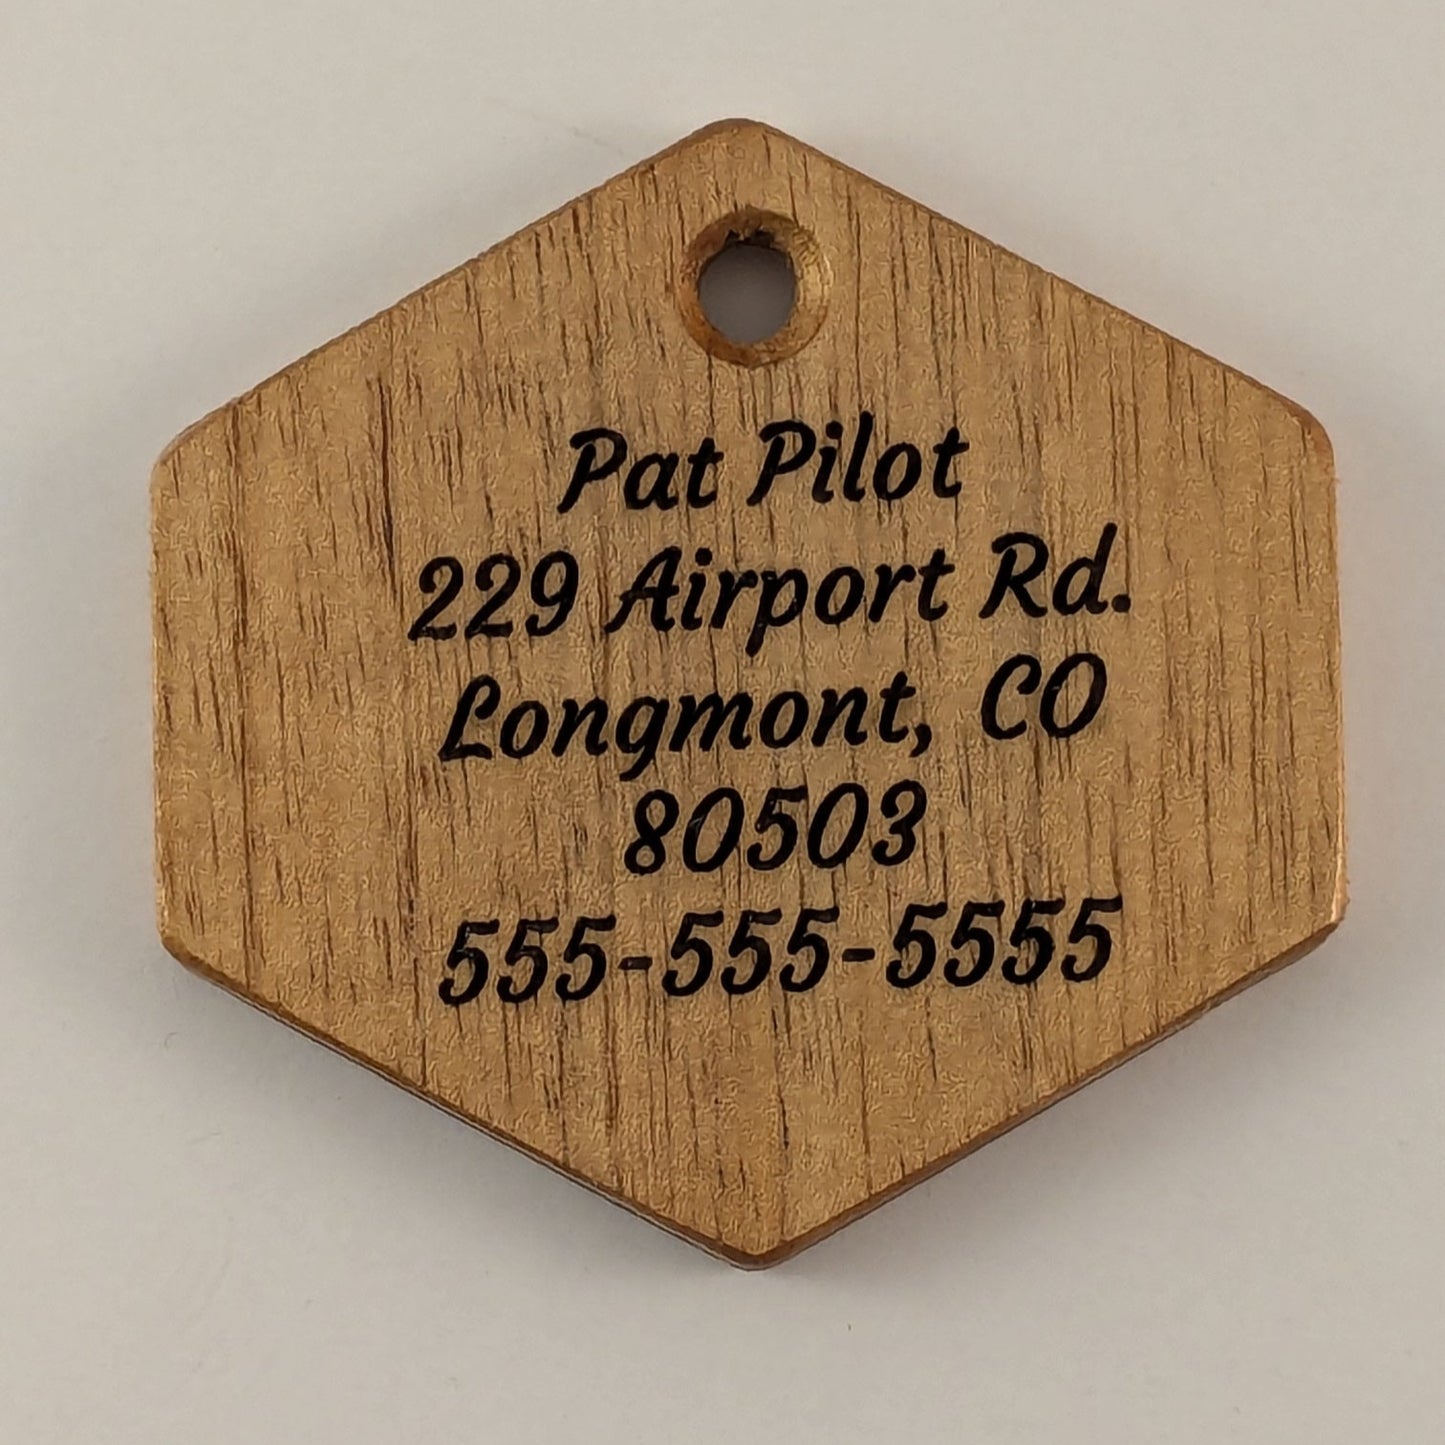 Pat Pilot
229 Airport Rd.
Longmont, CO
80503
555-555-5555